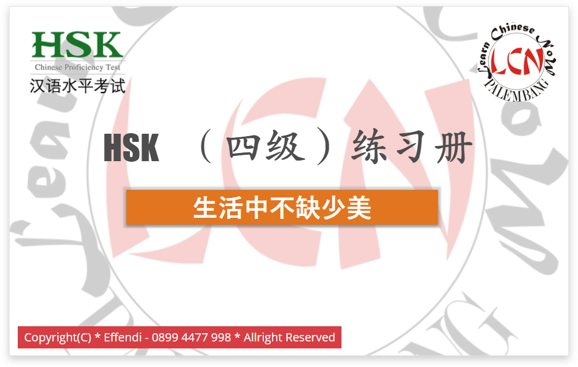 HSK
Chinese Proficiency Test
汉语水平考试
Learn Chinese NoW
LCN
PALEMBANG
HSK （四级）练习册
生活中不缺少美
Copyright(C) * Effendi - 0899 4477 998 * Allright Reserved